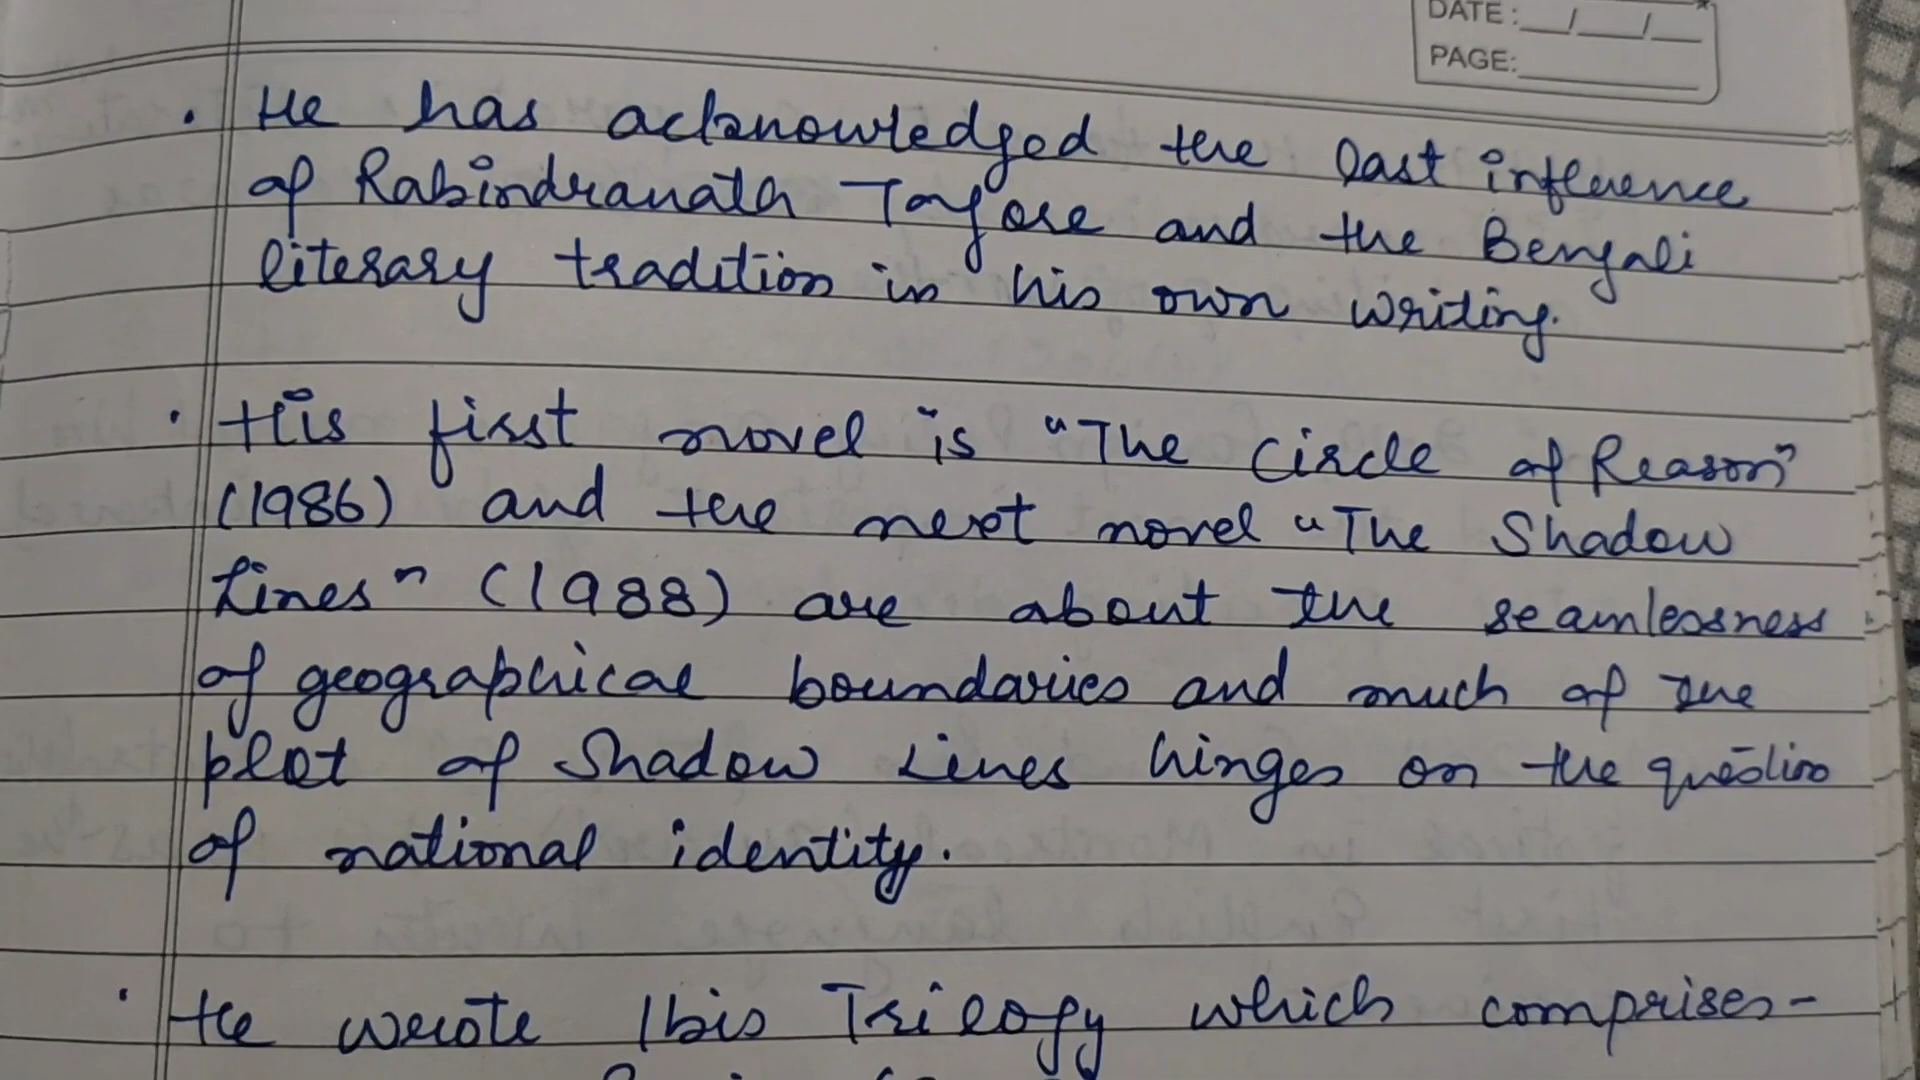 DATE: __/__/__
PAGE:
• He has acknowledged the last influence
of Rabindranath Tagore and the Bengali
literary tradition in his own writing.
• His first novel is "The Circle of Reason"
(1986) and the next novel "The Shadow
Lines" (1988) are about the seamlessness
of geographical boundaries and much of the
plot of Shadow Lines hinges on the question
of national identity.
• He wrote Ibis Trilogy which comprises-